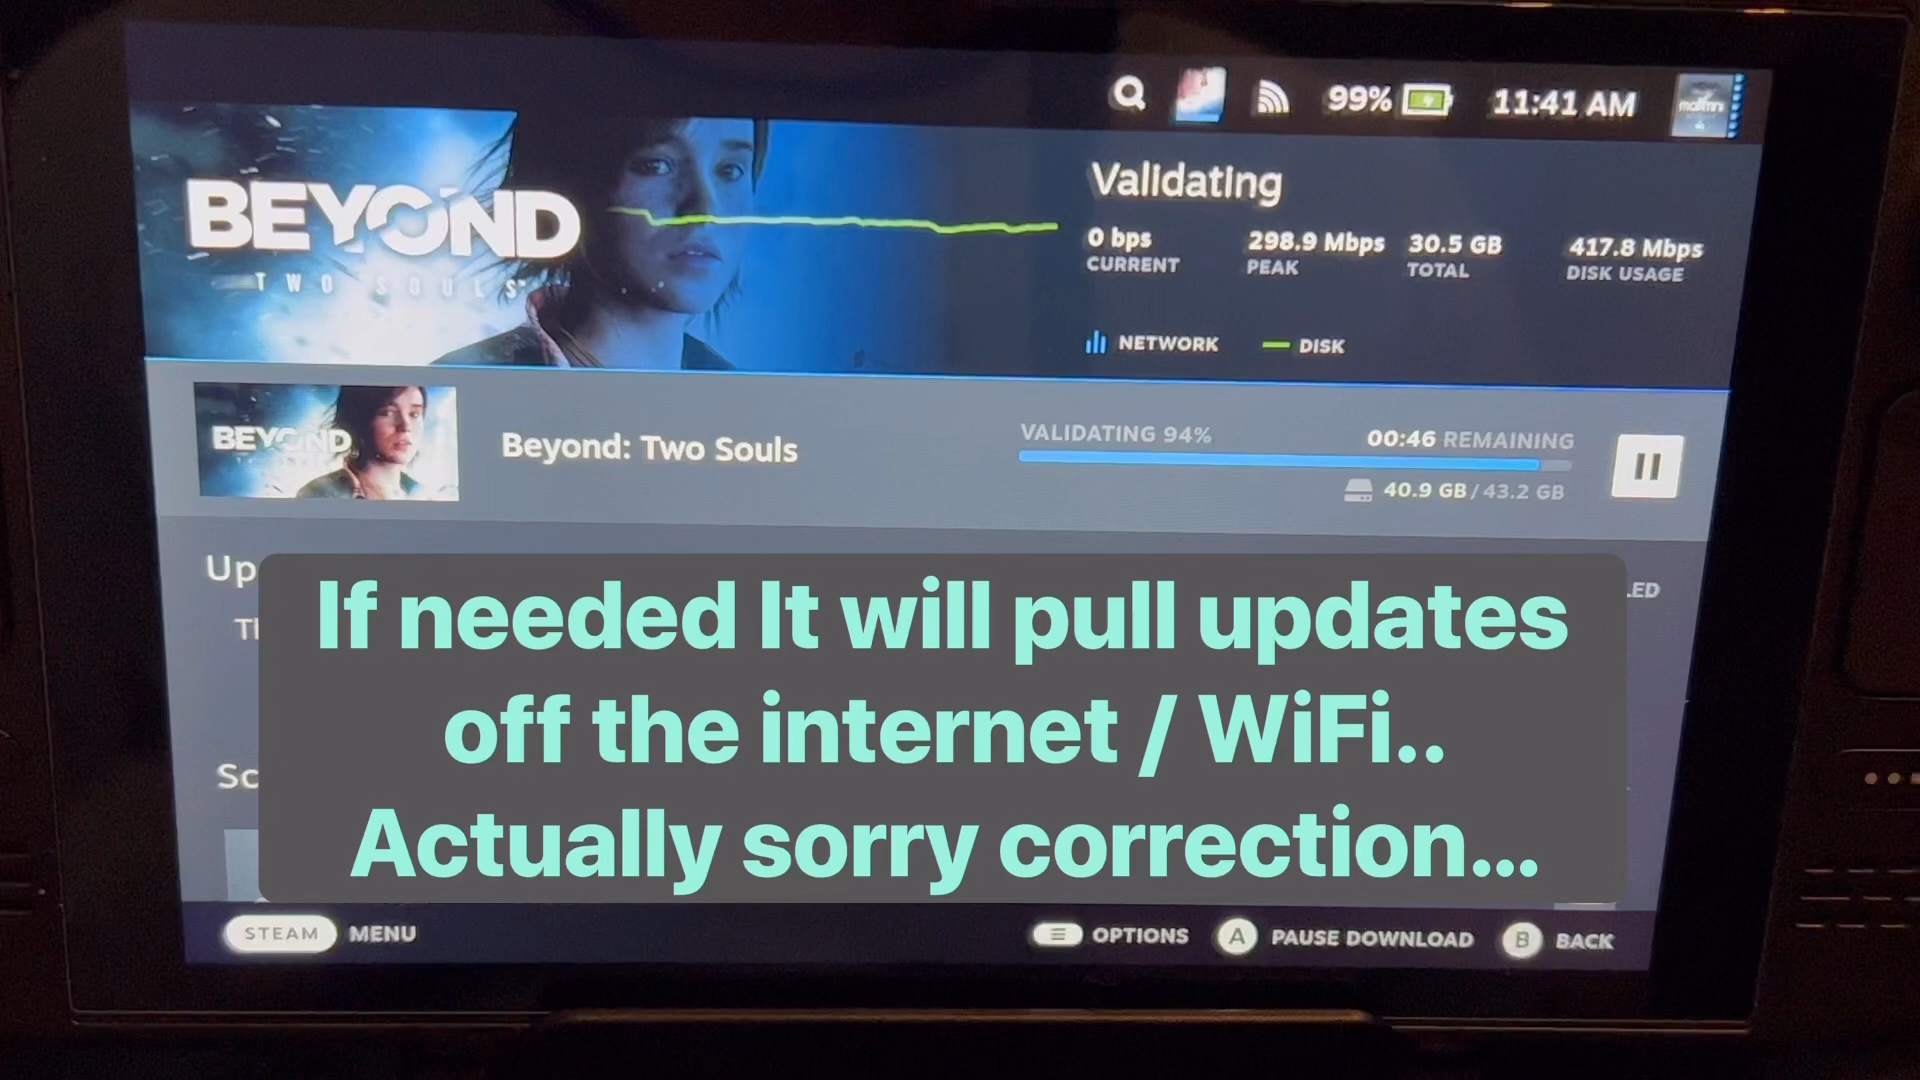 99% 11:41 AM
BEYOND
TWO SOULS
Validating
0 bps 298.9 Mbps 30.5 GB 417.8 Mbps
CURRENT PEAK TOTAL DISK USAGE
NETWORK DISK
BEYOND
Beyond: Two Souls
VALIDATING 94% 00:46 REMAINING
40.9 GB / 43.2 GB
If needed It will pull updates
off the internet / WiFi..
Actually sorry correction...
STEAM MENU OPTIONS A PAUSE DOWNLOAD B BACK